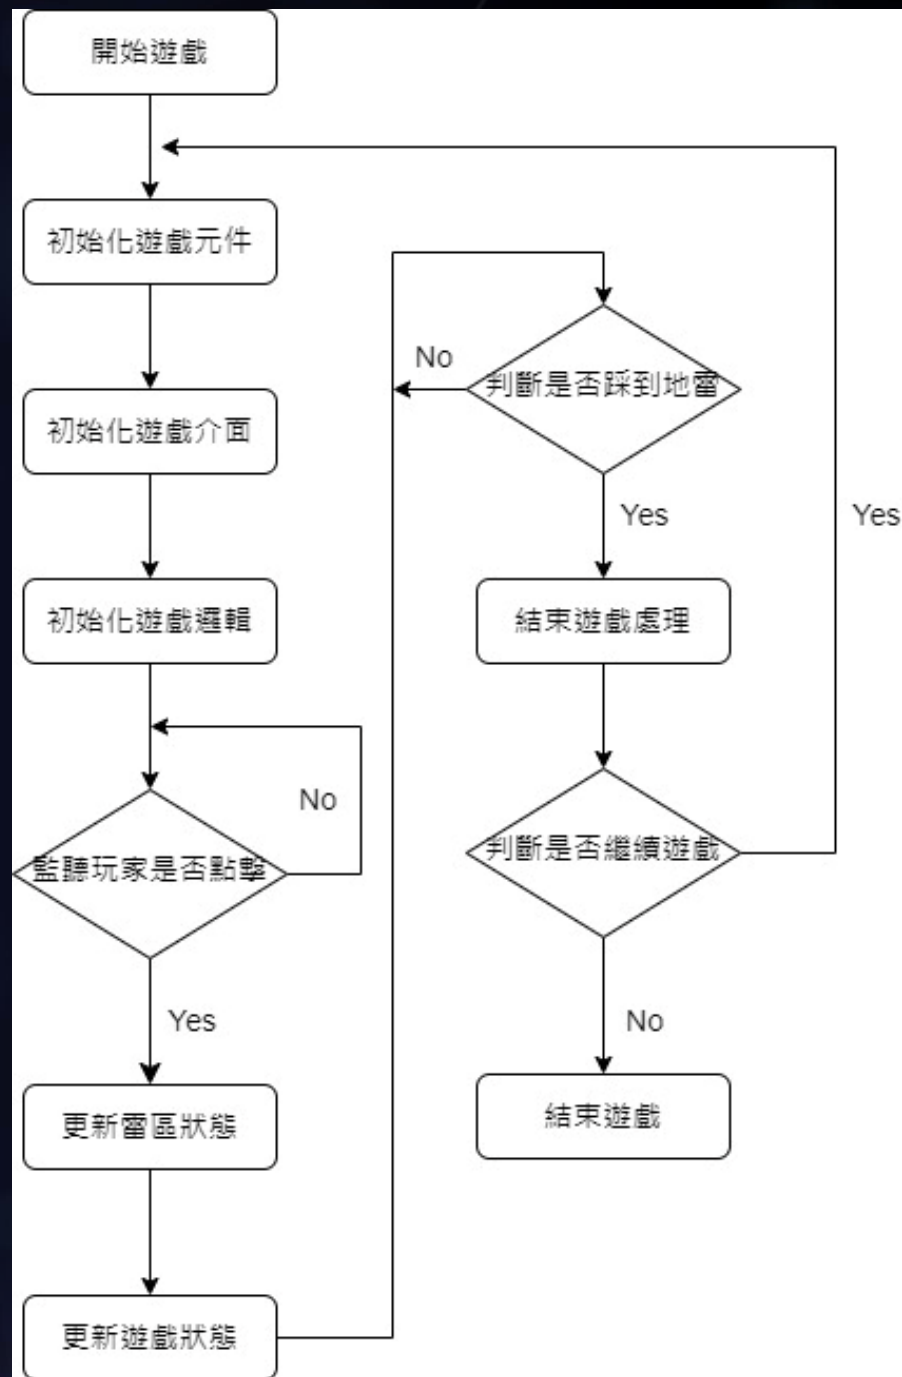 開始遊戲
初始化遊戲元件
初始化遊戲介面
初始化遊戲邏輯
監聽玩家是否點擊
No
Yes
更新雷區狀態
更新遊戲狀態
判斷是否踩到地雷
No
Yes
結束遊戲處理
判斷是否繼續遊戲
Yes
No
結束遊戲